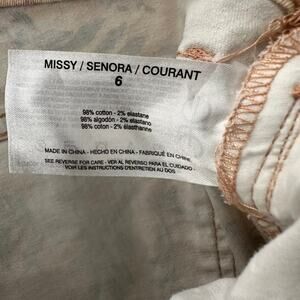 MISSY / SENORA / COURANT
6
98% cotton - 2% elastane
98% algodón - 2% elastano
98% coton - 2% élasthanne
MADE IN CHINA - HECHO EN CHINA - FABRIQUÉ EN CHINE
SEE REVERSE FOR CARE - VER AL REVERSO PARA EL CUIDADO -
VOIR LES INSTRUCTIONS D'ENTRETIEN AU DOS